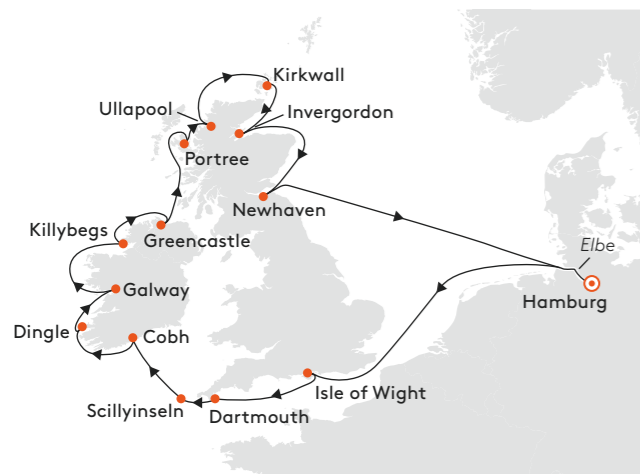 Kirkwall
Ullapool
Invergordon
Portree
Newhaven
Killybegs
Greencastle
Elbe
Galway
Hamburg
Dingle
Cobh
Isle of Wight
Scillyinseln
Dartmouth